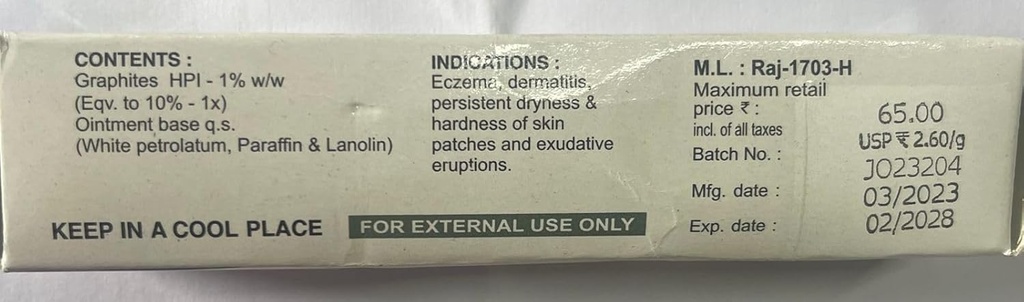 CONTENTS :
Graphites HPI - 1% w/w
(Eqv. to 10% - 1x)
Ointment base q.s.
(White petrolatum, Paraffin & Lanolin)
KEEP IN A COOL PLACE
INDICATIONS :
Eczema, dermatitis,
persistent dryness &
hardness of skin
patches and exudative
eruptions.
FOR EXTERNAL USE ONLY
M.L. : Raj-1703-H
Maximum retail
price ₹ : 65.00
incl. of all taxes USP ₹ 2.60/g
Batch No. : JO23204
Mfg. date : 03/2023
Exp. date : 02/2028